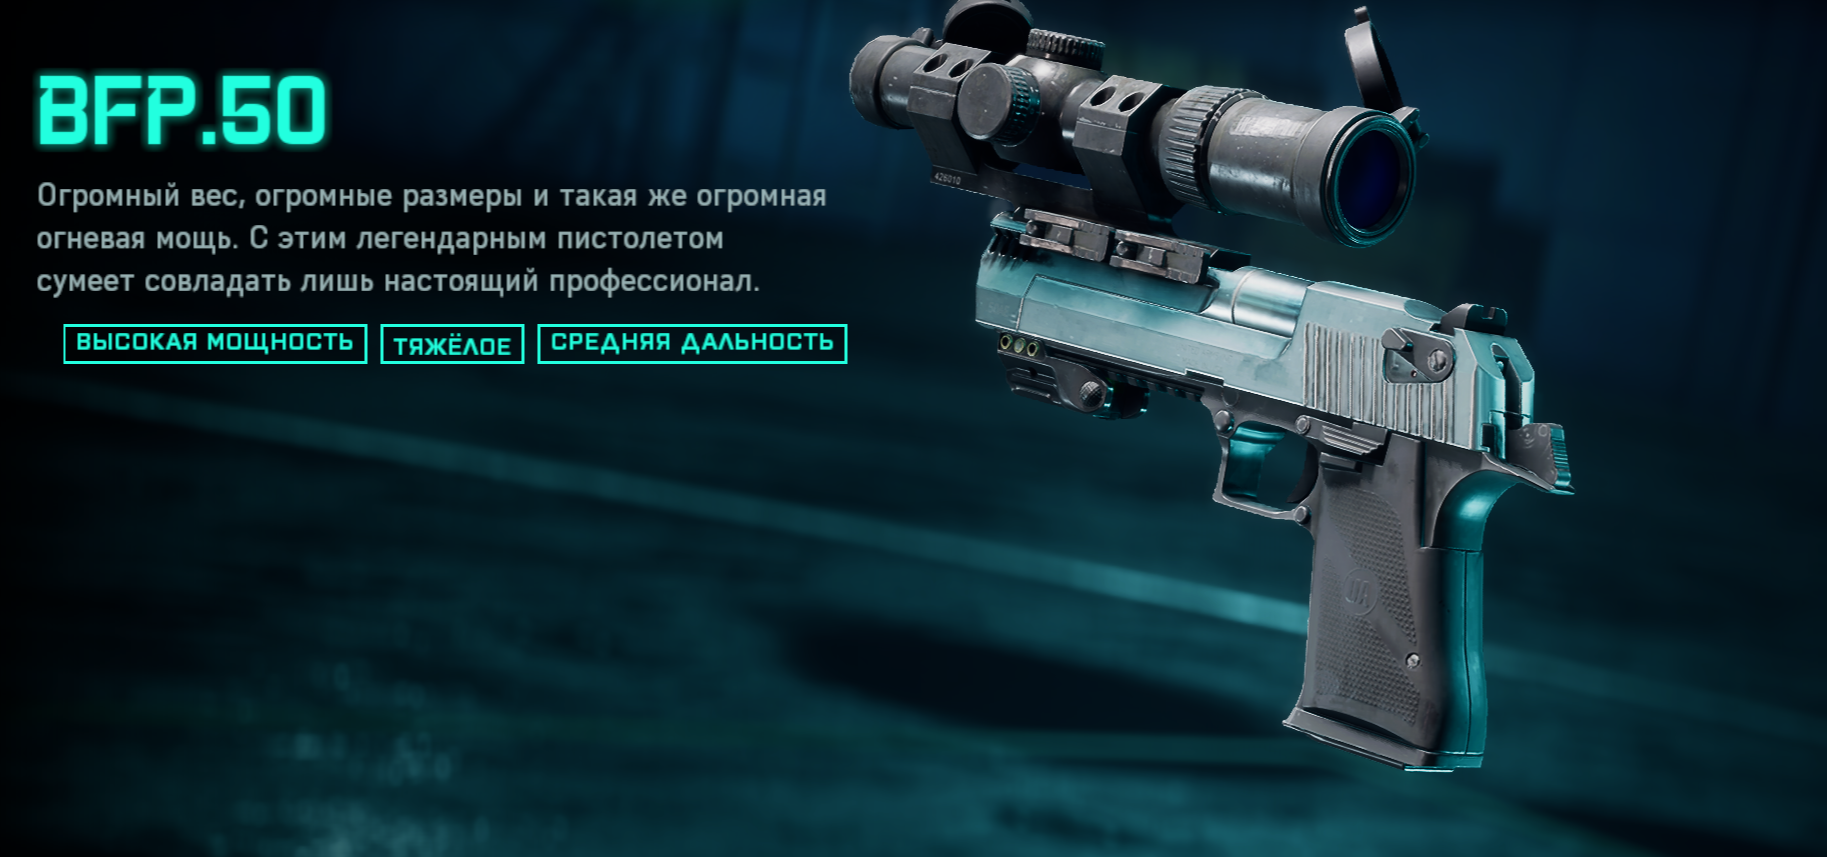 BFP.50
Огромный вес, огромные размеры и такая же огромная
огневая мощь. С этим легендарным пистолетом
сумеет совладать лишь настоящий профессионал.
ВЫСОКАЯ МОЩНОСТЬ ТЯЖЁЛОЕ СРЕДНЯЯ ДАЛЬНОСТЬ
426010